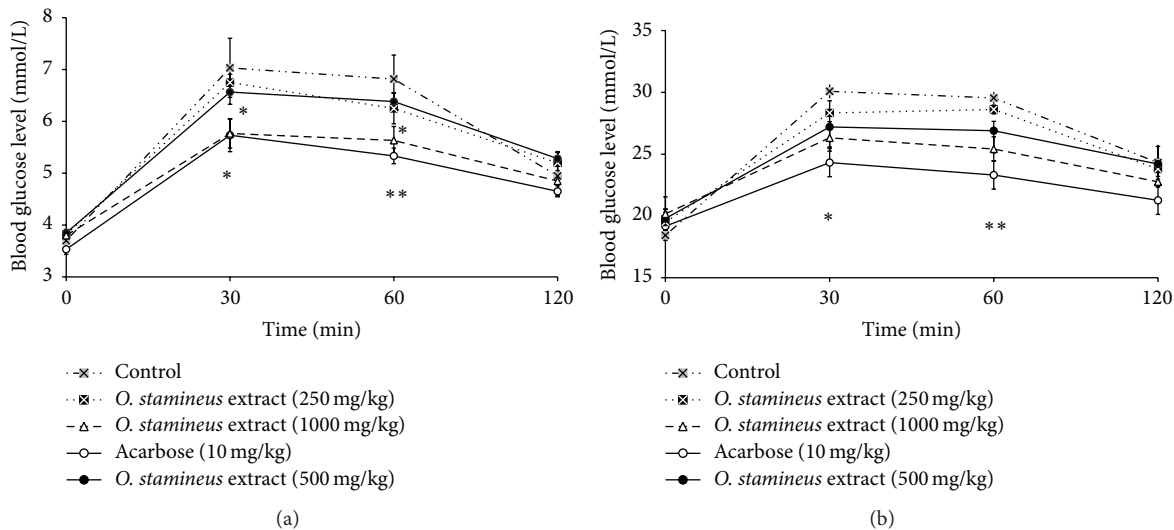 8
7
6
5
4
3
Blood glucose level (mmol/L)
*
*
*
**
0
30
60
120
Time (min)
Control
O. stamineus extract (250 mg/kg)
O. stamineus extract (1000 mg/kg)
Acarbose (10 mg/kg)
O. stamineus extract (500 mg/kg)
(a)
35
30
25
20
15
Blood glucose level (mmol/L)
*
**
0
30
60
120
Time (min)
Control
O. stamineus extract (250 mg/kg)
O. stamineus extract (1000 mg/kg)
Acarbose (10 mg/kg)
O. stamineus extract (500 mg/kg)
(b)